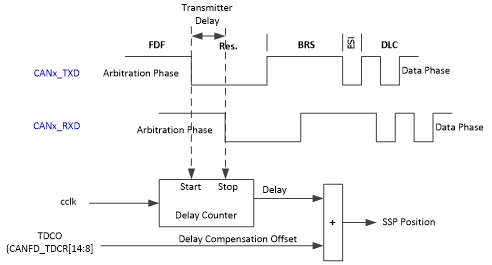 Transmitter
Delay
FDF
Res.
BRS
ESI
DLC
CANx_TXD
Arbitration Phase
Data Phase
CANx_RXD
Arbitration Phase
Data Phase
Start
Stop
Delay
cclk
Delay Counter
+
SSP Position
TDCO
(CANFD_TDCR[14:8])
Delay Compensation Offset